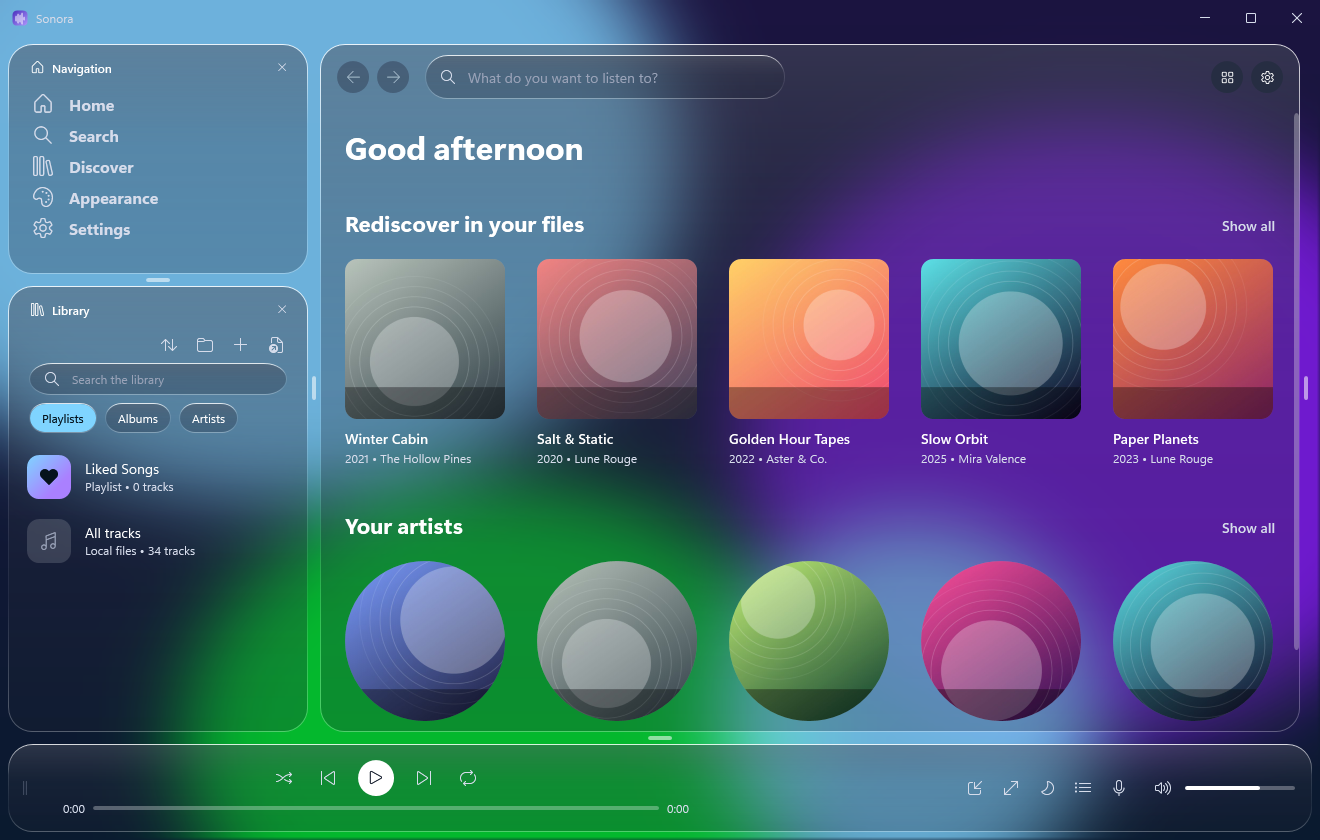 Sonora
Navigation
Home
Search
Discover
Appearance
Settings
Library
Search the library
Playlists
Albums
Artists
Liked Songs
Playlist • 0 tracks
All tracks
Local files • 34 tracks
What do you want to listen to?
Good afternoon
Rediscover in your files
Show all
Winter Cabin
2021 • The Hollow Pines
Salt & Static
2020 • Lune Rouge
Golden Hour Tapes
2022 • Aster & Co.
Slow Orbit
2025 • Mira Valence
Paper Planets
2023 • Lune Rouge
Your artists
Show all
0:00
0:00